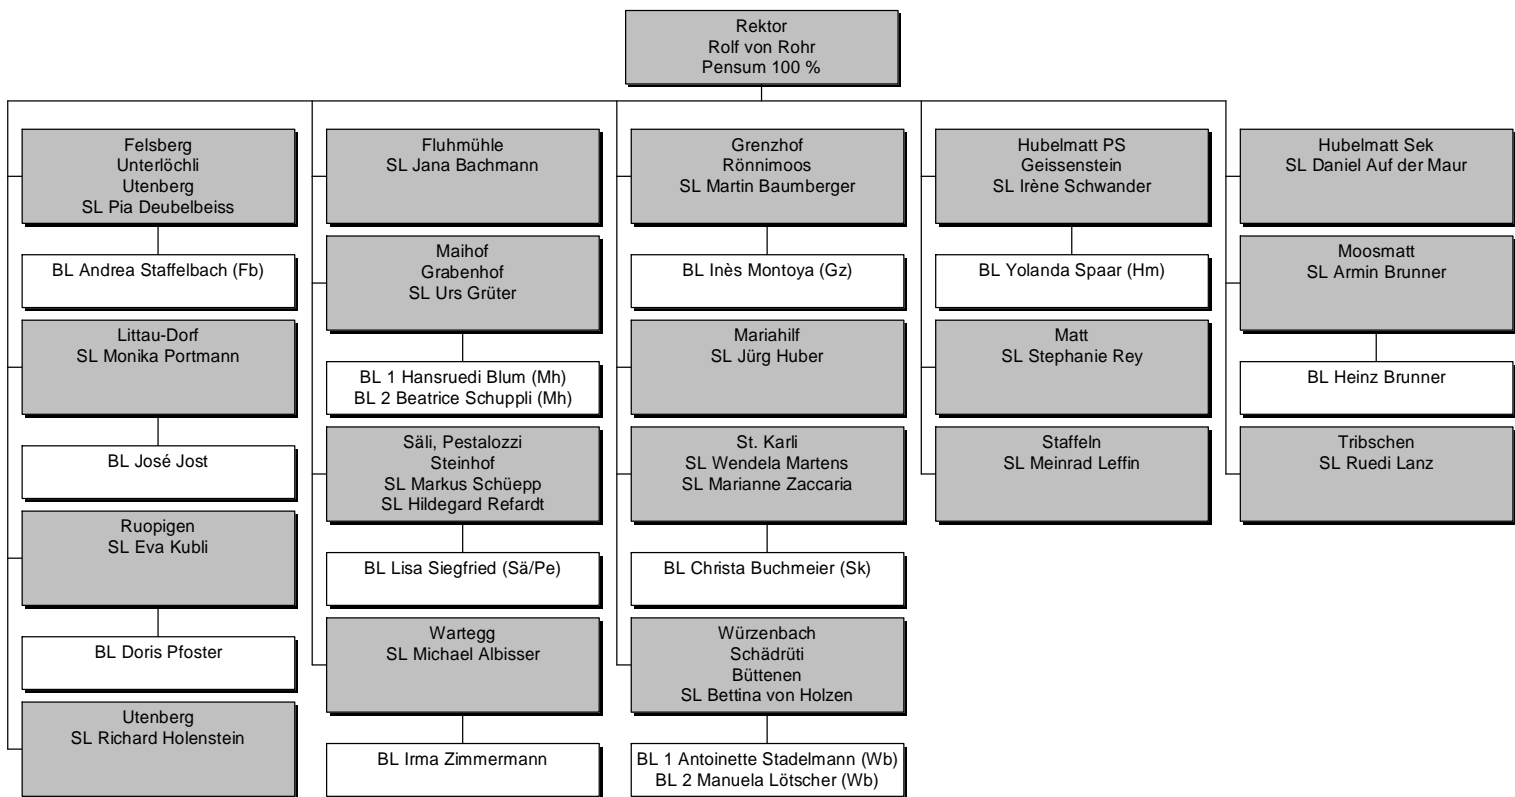 Rektor
Rolf von Rohr
Pensum 100 %
Felsberg
Unterlöchli
Utenberg
SL Pia Deubelbeiss
BL Andrea Staffelbach (Fb)
Littau-Dorf
SL Monika Portmann
BL José Jost
Ruopigen
SL Eva Kubli
BL Doris Pfoster
Utenberg
SL Richard Holenstein
Fluhmühle
SL Jana Bachmann
Maihof
Grabenhof
SL Urs Grüter
BL 1 Hansruedi Blum (Mh)
BL 2 Beatrice Schuppli (Mh)
Säli, Pestalozzi
Steinhof
SL Markus Schüepp
SL Hildegard Refardt
BL Lisa Siegfried (Sä/Pe)
Wartegg
SL Michael Albisser
BL Irma Zimmermann
Grenzhof
Rönnimoos
SL Martin Baumberger
BL Inès Montoya (Gz)
Mariahilf
SL Jürg Huber
St. Karli
SL Wendela Martens
SL Marianne Zaccaria
BL Christa Buchmeier (Sk)
Würzenbach
Schädrüti
Büttenen
SL Bettina von Holzen
BL 1 Antoinette Stadelmann (Wb)
BL 2 Manuela Lötscher (Wb)
Hubelmatt PS
Geissenstein
SL Irène Schwander
BL Yolanda Spaar (Hm)
Matt
SL Stephanie Rey
Staffeln
SL Meinrad Leffin
Hubelmatt Sek
SL Daniel Auf der Maur
Moosmatt
SL Armin Brunner
BL Heinz Brunner
Tribschen
SL Ruedi Lanz